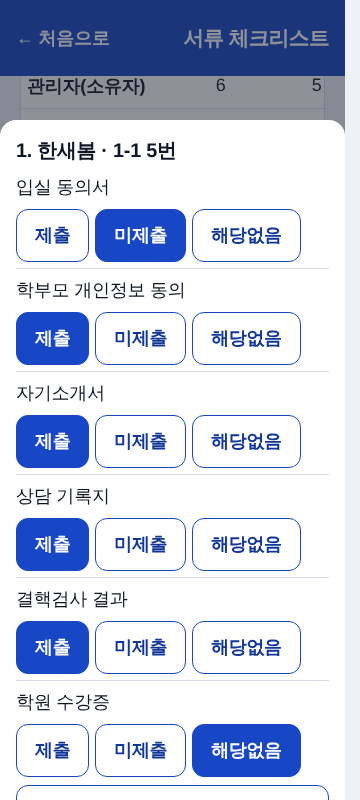 ← 처음으로 서류 체크리스트
관리자(소유자) 6 5
1. 한새봄 · 1-1 5번
입실 동의서
제출 미제출 해당없음
학부모 개인정보 동의
제출 미제출 해당없음
자기소개서
제출 미제출 해당없음
상담 기록지
제출 미제출 해당없음
결핵검사 결과
제출 미제출 해당없음
학원 수강증
제출 미제출 해당없음